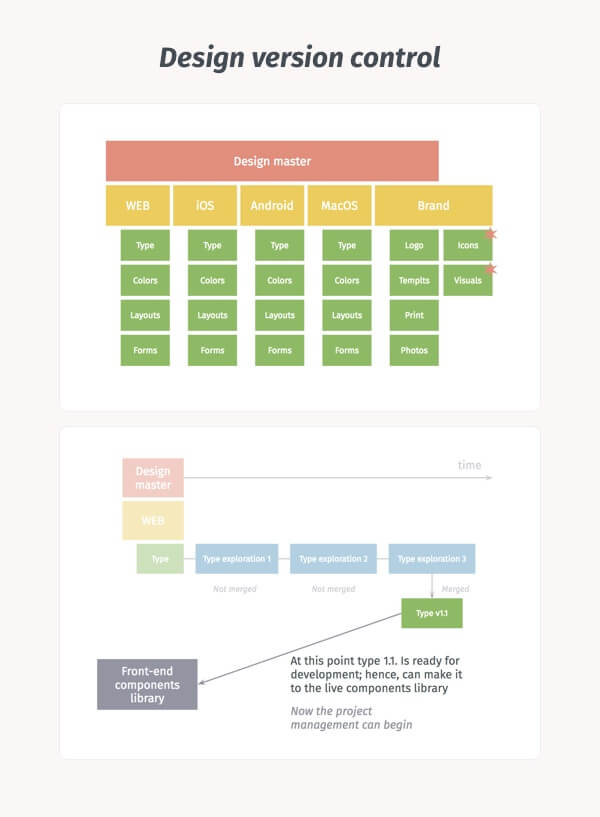 Design version control
Design master
WEB iOS Android MacOS Brand
Type Type Type Type Logo Icons
Colors Colors Colors Colors Templts Visuals
Layouts Layouts Layouts Layouts Print
Forms Forms Forms Forms Photos
Design
master
time
WEB
Type Type exploration 1 Type exploration 2 Type exploration 3
Not merged Not merged Merged
Type v1.1
Front-end
components
library
At this point type 1.1. Is ready for
development; hence, can make it
to the live components library
Now the project
management can begin